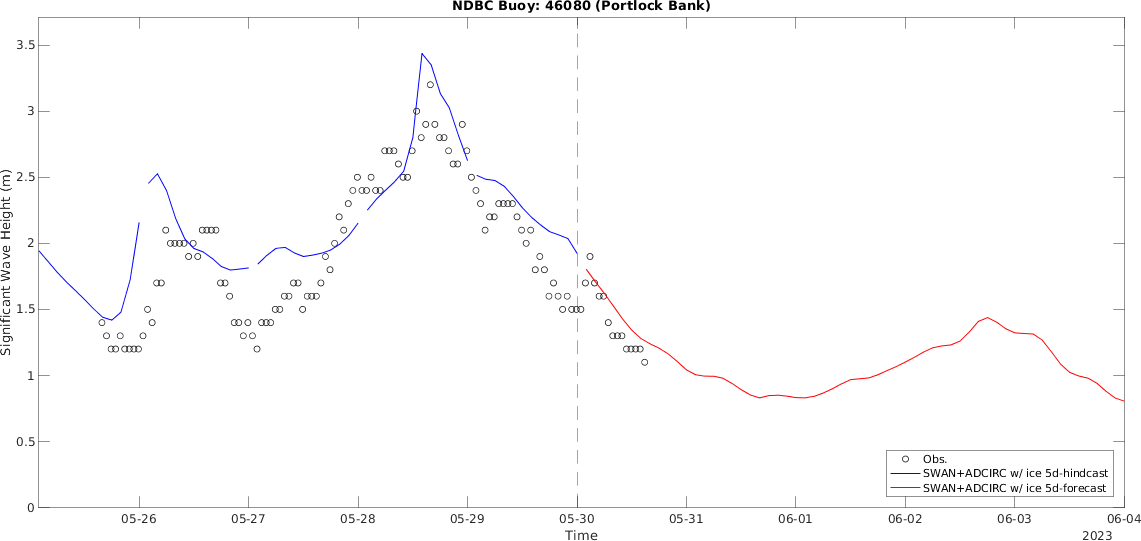 NDBC Buoy: 46080 (Portlock Bank)
Significant Wave Height (m)
3.5
3
2.5
2
1.5
1
0.5
0
Obs.
SWAN+ADCIRC w/ ice 5d-hindcast
SWAN+ADCIRC w/ ice 5d-forecast
05-26 05-27 05-28 05-29 05-30 05-31 06-01 06-02 06-03 06-04
Time
2023